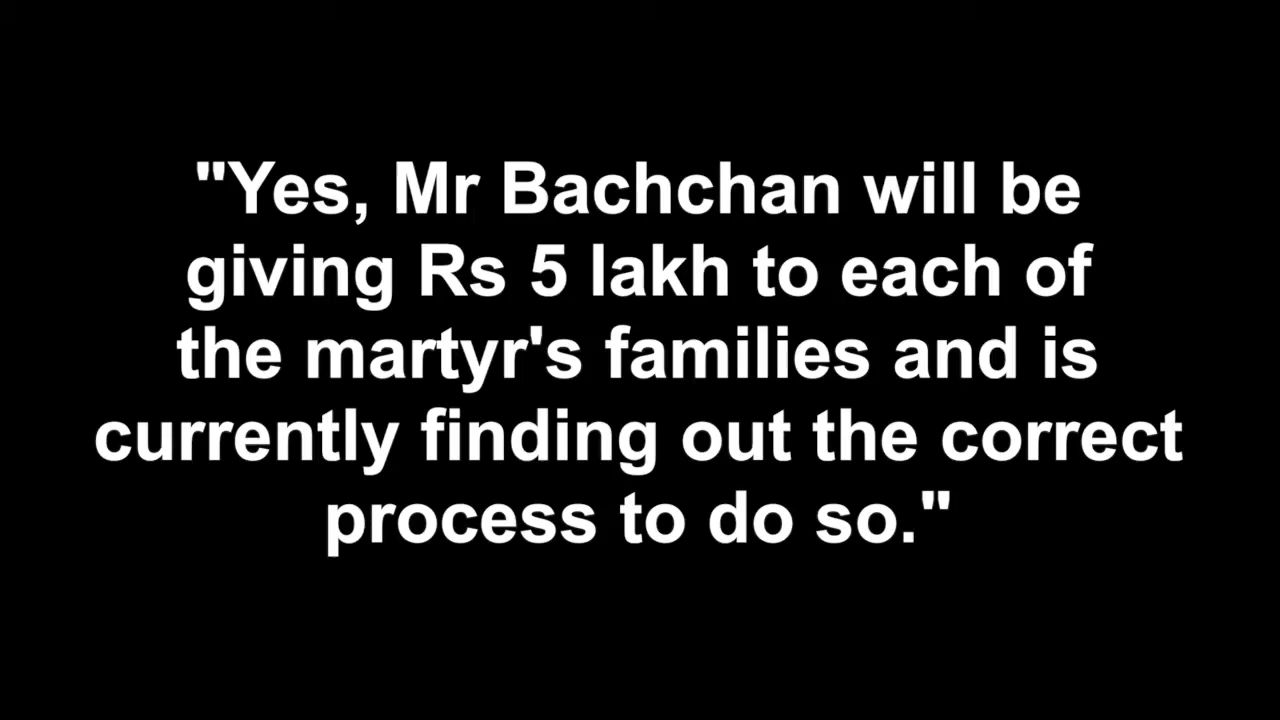 "Yes, Mr Bachchan will be
giving Rs 5 lakh to each of
the martyr's families and is
currently finding out the correct
process to do so."